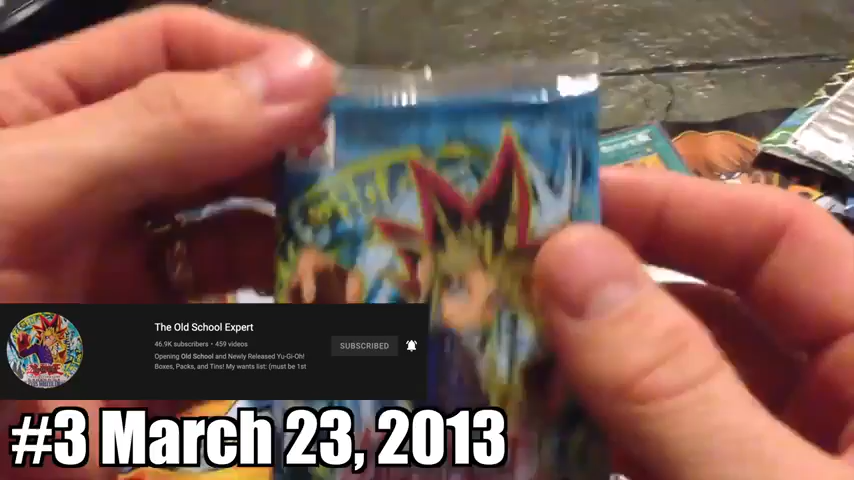 The Old School Expert
46.9K subscribers • 459 videos
Opening Old School and Newly Released Yu-Gi-Oh!
Boxes, Packs, and Tins! My wants list: (must be 1st
SUBSCRIBED
#3 March 23, 2013